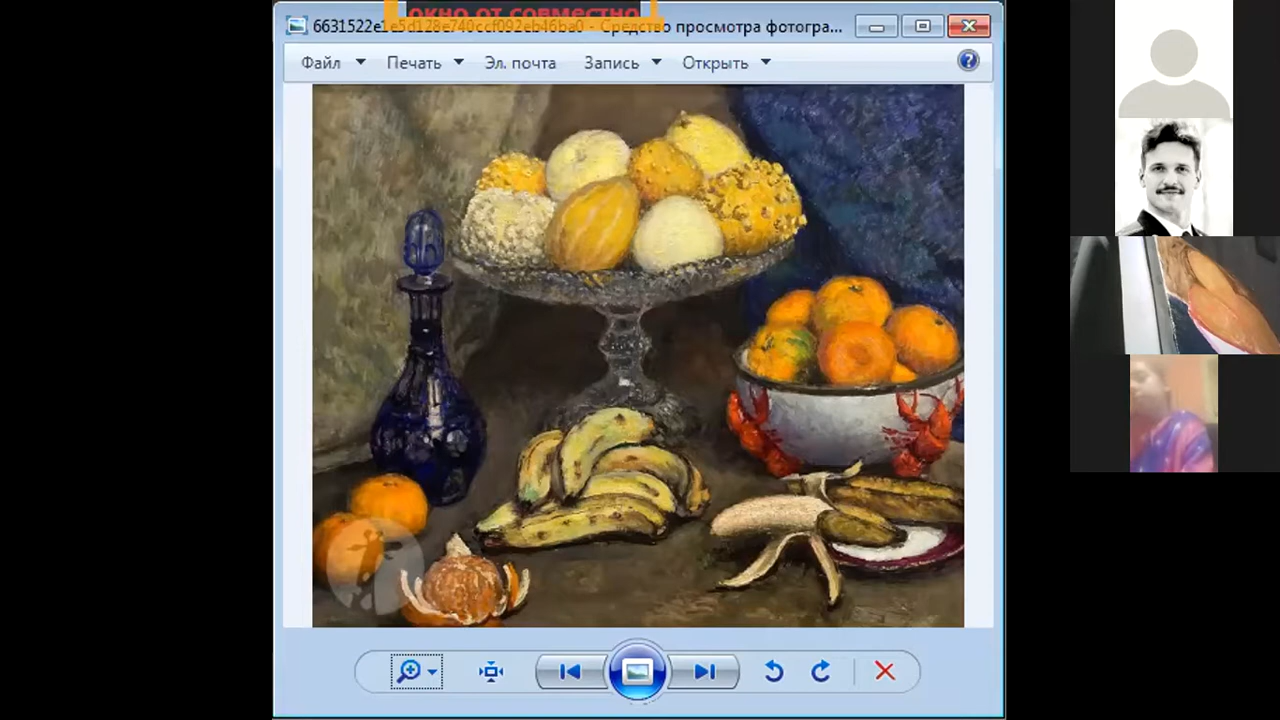 окно от совместно
6631522e1e5d128e740ccf092eb46ba0 - Средство просмотра фотогра...
Файл Печать Эл. почта Запись Открыть